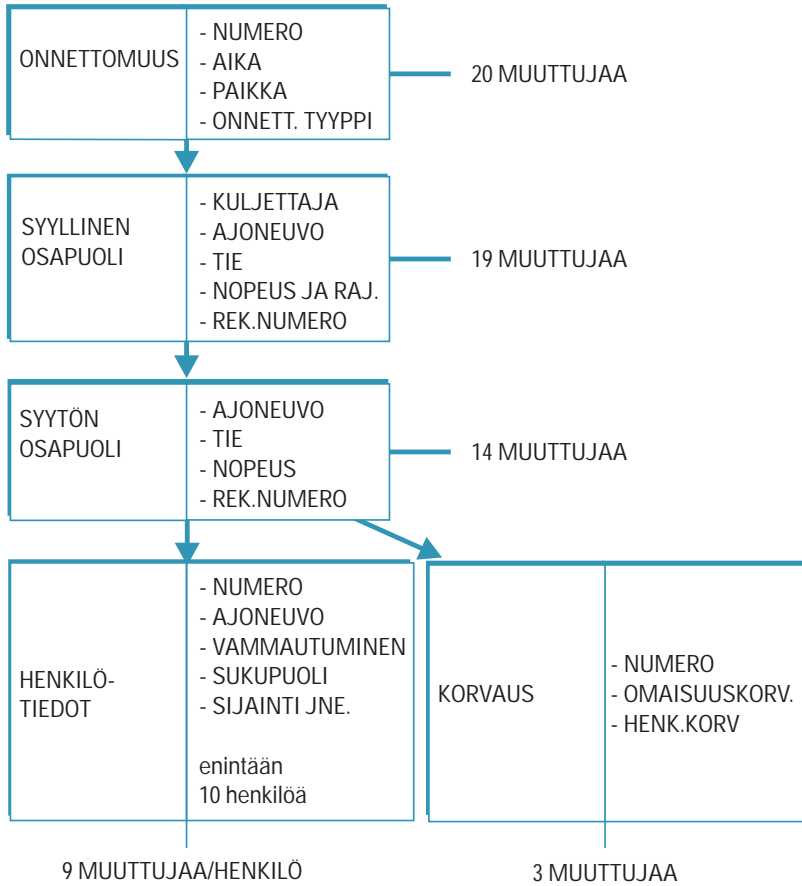 ONNETTOMUUS
- NUMERO
- AIKA
- PAIKKA
- ONNETT. TYYPPI
20 MUUTTUJAA
SYYLLINEN
OSAPUOLI
- KULJETTAJA
- AJONEUVO
- TIE
- NOPEUS JA RAJ.
- REK.NUMERO
19 MUUTTUJAA
SYYTÖN
OSAPUOLI
- AJONEUVO
- TIE
- NOPEUS
- REK.NUMERO
14 MUUTTUJAA
HENKILÖ-
TIEDOT
- NUMERO
- AJONEUVO
- VAMMAUTUMINEN
- SUKUPUOLI
- SIJAINTI JNE.
enintään
10 henkilöä
9 MUUTTUJAA/HENKILÖ
KORVAUS
- NUMERO
- OMAISUUSKORV.
- HENK.KORV
3 MUUTTUJAA